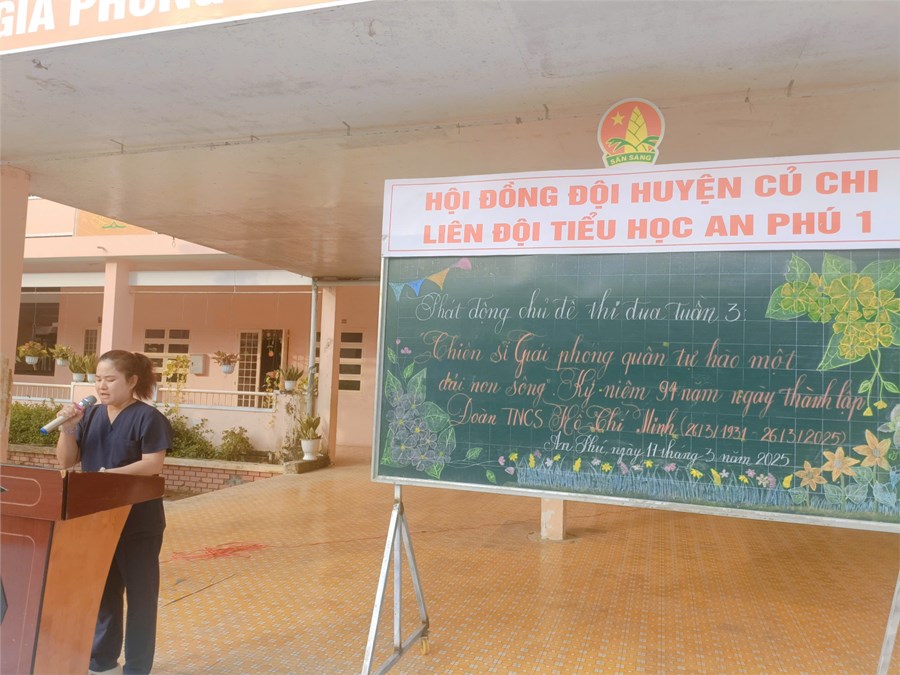 GIA PHONG
SẴN SÀNG
HỘI ĐỒNG ĐỘI HUYỆN CỦ CHI
LIÊN ĐỘI TIỂU HỌC AN PHÚ 1
Phát động chủ đề thi đua tuần 3:
"Chiến sĩ Giải phóng quân tự hào một
dải non sông" Kỷ niệm 94 năm ngày thành lập
Đoàn TNCS Hồ Chí Minh (26/3/1931 - 26/3/2025)
An Phú, ngày 17 tháng 3 năm 2025